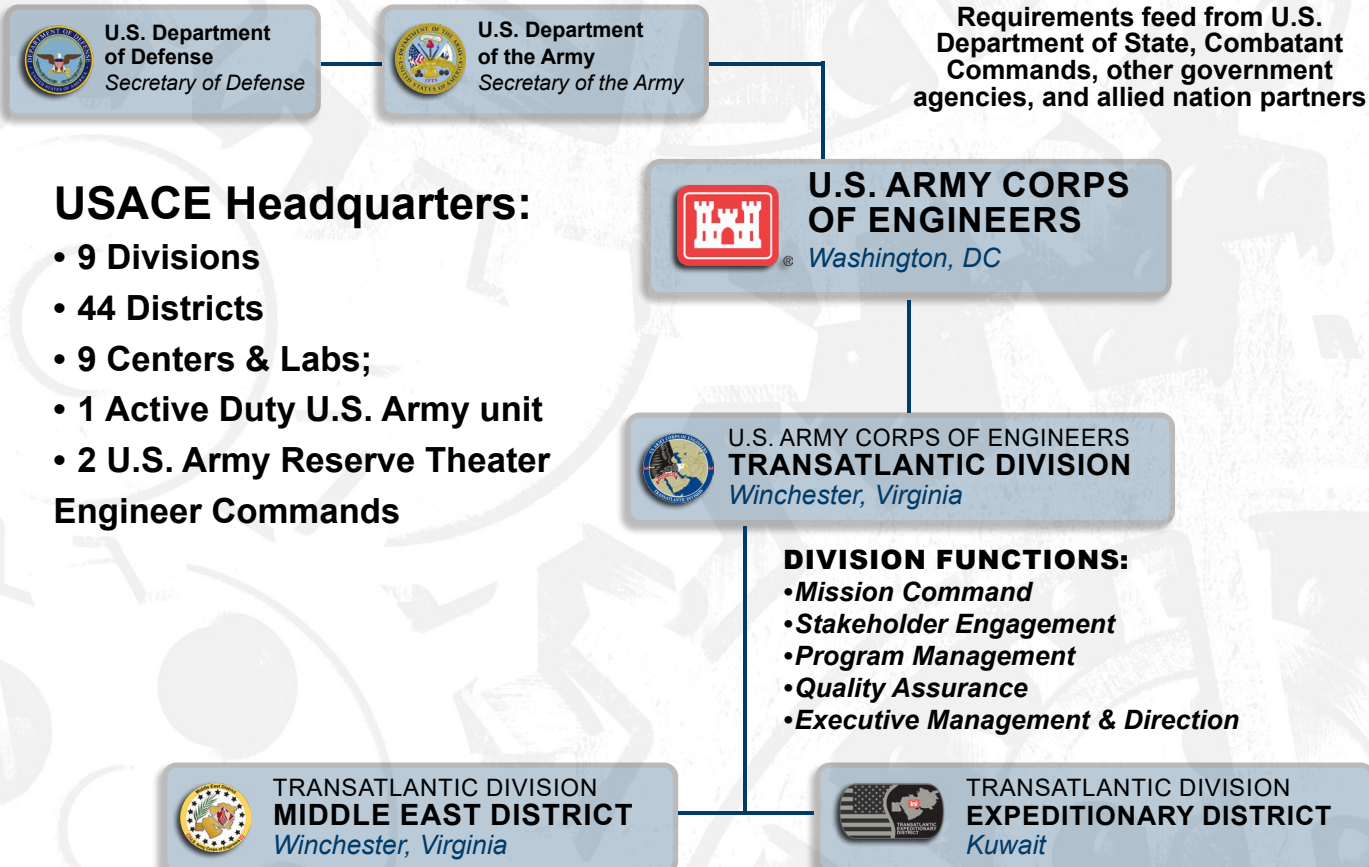 U.S. Department
of Defense
Secretary of Defense
U.S. Department
of the Army
Secretary of the Army
Requirements feed from U.S.
Department of State, Combatant
Commands, other government
agencies, and allied nation partners
USACE Headquarters:
• 9 Divisions
• 44 Districts
• 9 Centers & Labs;
• 1 Active Duty U.S. Army unit
• 2 U.S. Army Reserve Theater
Engineer Commands
U.S. ARMY CORPS
OF ENGINEERS
®
Washington, DC
U.S. ARMY CORPS OF ENGINEERS
TRANSATLANTIC DIVISION
Winchester, Virginia
DIVISION FUNCTIONS:
•Mission Command
•Stakeholder Engagement
•Program Management
•Quality Assurance
•Executive Management & Direction
TRANSATLANTIC DIVISION
MIDDLE EAST DISTRICT
Winchester, Virginia
TRANSATLANTIC
EXPEDITIONARY
DISTRICT
TRANSATLANTIC DIVISION
EXPEDITIONARY DISTRICT
Kuwait